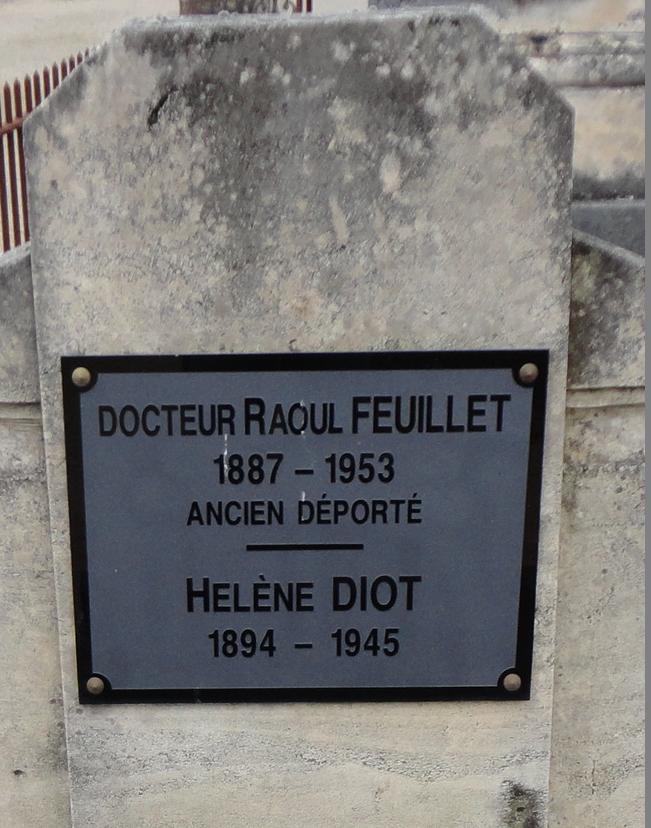 DOCTEUR RAOUL FEUILLET
1887 – 1953
ANCIEN DÉPORTÉ
HELÈNE DIOT
1894 – 1945